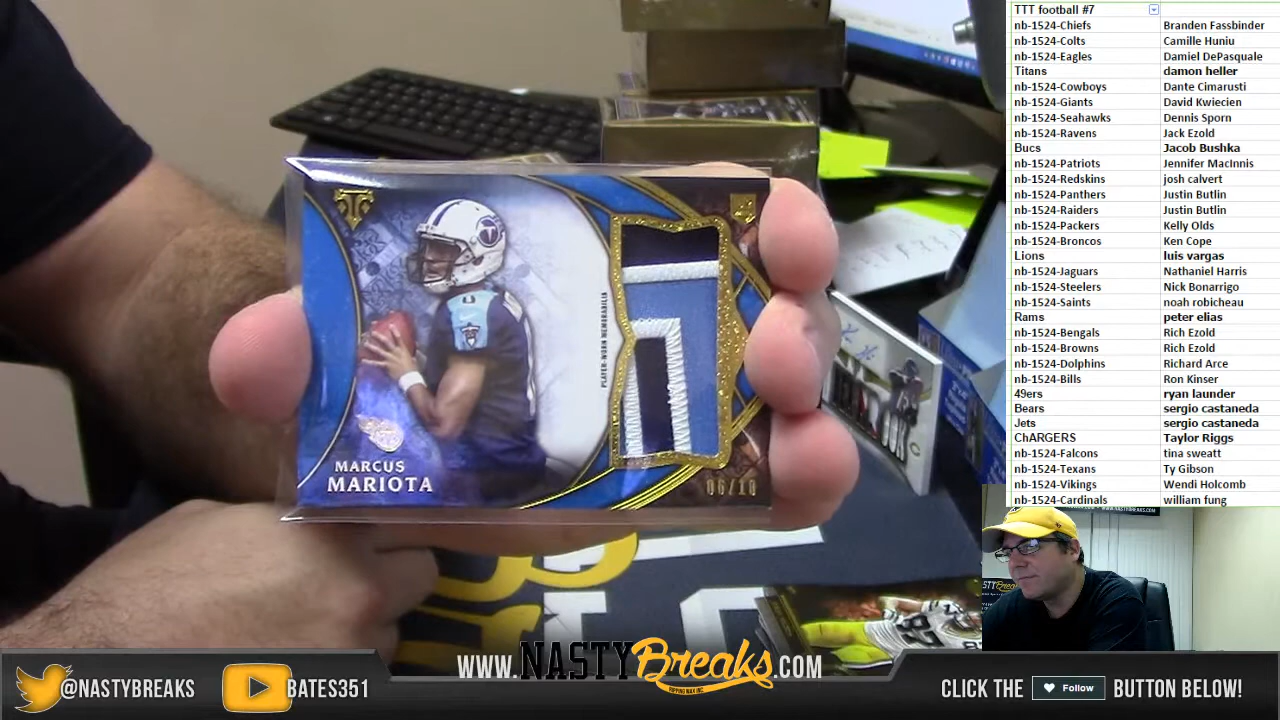 TTT football #7
nb-1524-Chiefs Branden Fassbinder
nb-1524-Colts Camille Huniu
nb-1524-Eagles Damiel DePasquale
Titans damon heller
nb-1524-Cowboys Dante Cimarusti
nb-1524-Giants David Kwiecien
nb-1524-Seahawks Dennis Sporn
nb-1524-Ravens Jack Ezold
Bucs Jacob Bushka
nb-1524-Patriots Jennifer MacInnis
nb-1524-Redskins josh calvert
nb-1524-Panthers Justin Butlin
nb-1524-Raiders Justin Butlin
nb-1524-Packers Kelly Olds
nb-1524-Broncos Ken Cope
Lions luis vargas
nb-1524-Jaguars Nathaniel Harris
nb-1524-Steelers Nick Bonarrigo
nb-1524-Saints noah robicheau
Rams peter elias
nb-1524-Bengals Rich Ezold
nb-1524-Browns Rich Ezold
nb-1524-Dolphins Richard Arce
nb-1524-Bills Ron Kinser
49ers ryan launder
Bears sergio castaneda
Jets sergio castaneda
ChARGERS Taylor Riggs
nb-1524-Falcons tina sweatt
nb-1524-Texans Ty Gibson
nb-1524-Vikings Wendi Holcomb
nb-1524-Cardinals william fung
PLAYER-WORN MEMORABILIA
MARCUS
MARIOTA
06/10
@NASTYBREAKS
BATES351
WWW.NASTYBreaks.COM
RIPPING WAX INC
CLICK THE Follow BUTTON BELOW!